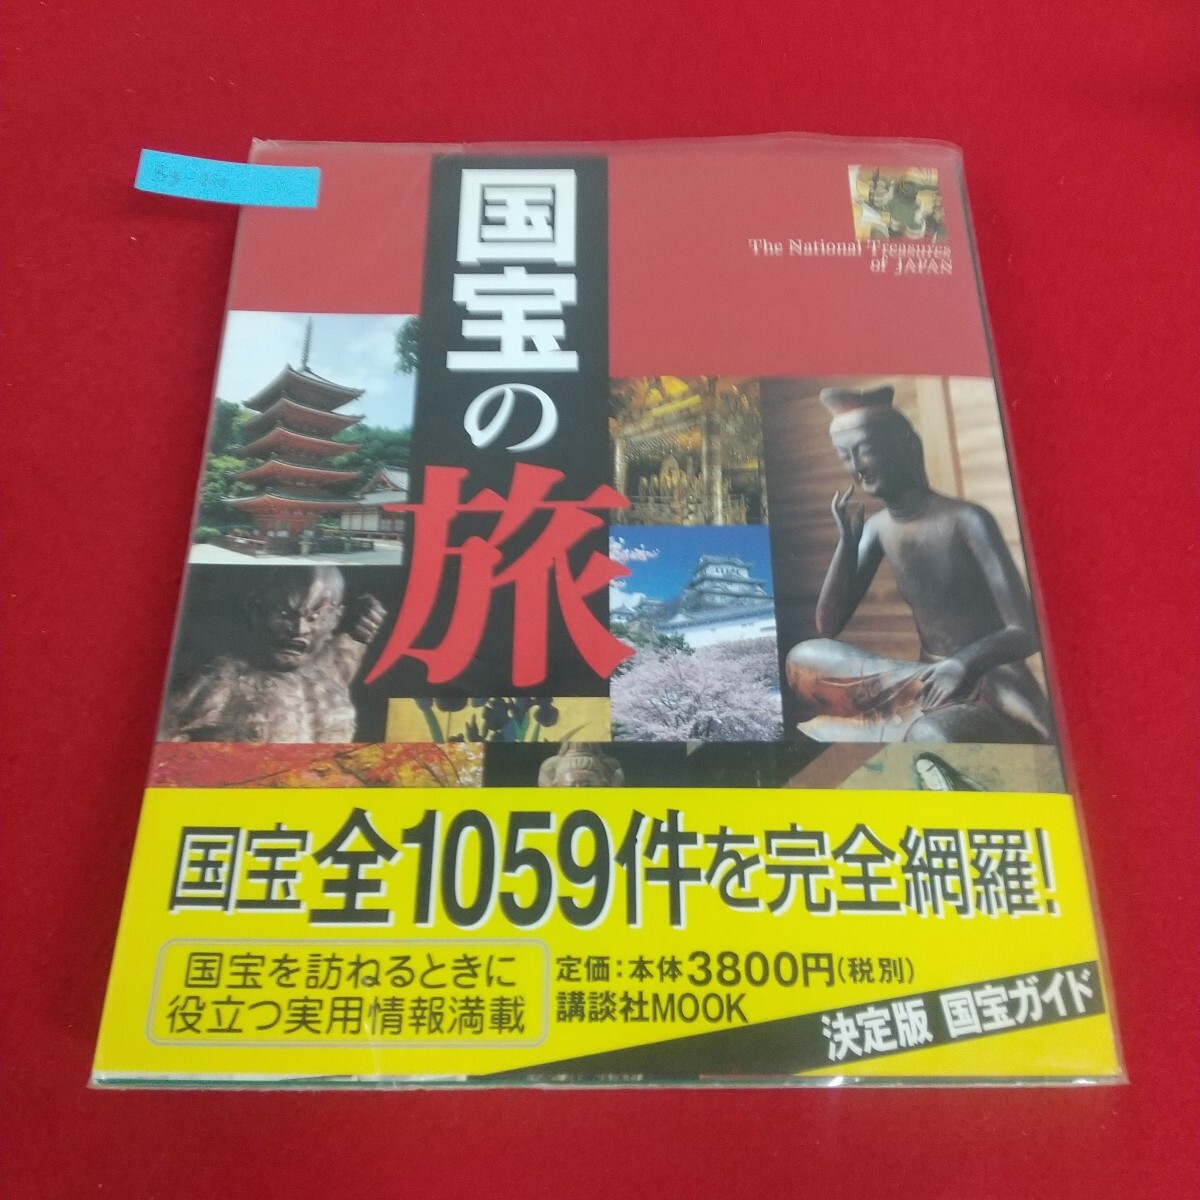 国宝の旅
The National Treasures
of JAPAN
国宝全1059件を完全網羅!
国宝を訪ねるときに
役立つ実用情報満載
定価:本体3800円(税別)
講談社MOOK
決定版 国宝ガイド